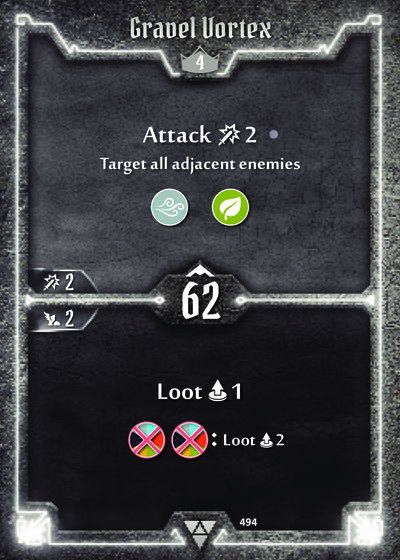 Gravel Vortex
4
Attack 2
Target all adjacent enemies
2
62
2
Loot 1
: Loot 2
494